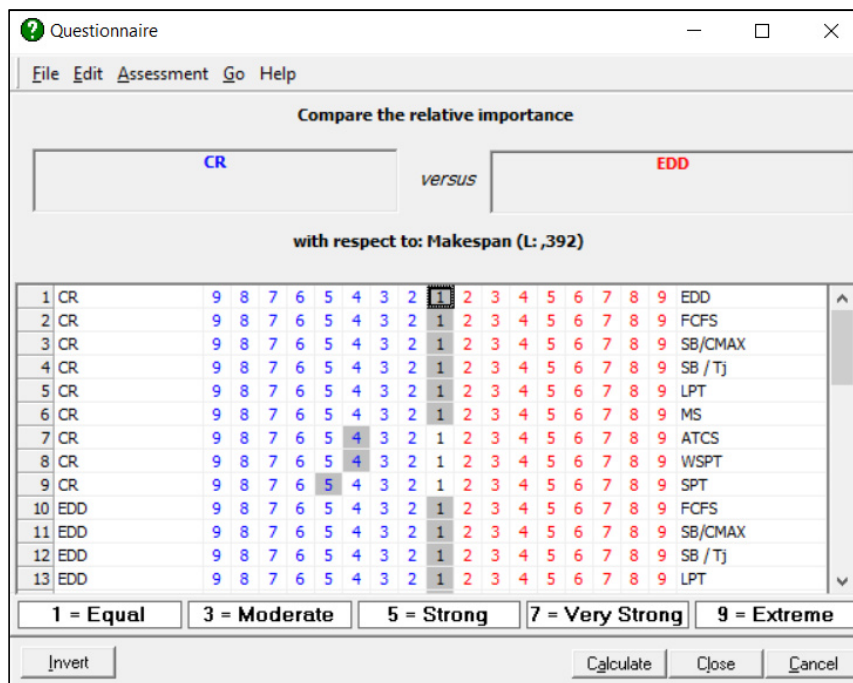 Questionnaire
File Edit Assessment Go Help
Compare the relative importance
CR versus EDD
with respect to: Makespan (L: ,392)
1 CR 9 8 7 6 5 4 3 2 1 2 3 4 5 6 7 8 9 EDD
2 CR 9 8 7 6 5 4 3 2 1 2 3 4 5 6 7 8 9 FCFS
3 CR 9 8 7 6 5 4 3 2 1 2 3 4 5 6 7 8 9 SB/CMAX
4 CR 9 8 7 6 5 4 3 2 1 2 3 4 5 6 7 8 9 SB / Tj
5 CR 9 8 7 6 5 4 3 2 1 2 3 4 5 6 7 8 9 LPT
6 CR 9 8 7 6 5 4 3 2 1 2 3 4 5 6 7 8 9 MS
7 CR 9 8 7 6 5 4 3 2 1 2 3 4 5 6 7 8 9 ATCS
8 CR 9 8 7 6 5 4 3 2 1 2 3 4 5 6 7 8 9 WSPT
9 CR 9 8 7 6 5 4 3 2 1 2 3 4 5 6 7 8 9 SPT
10 EDD 9 8 7 6 5 4 3 2 1 2 3 4 5 6 7 8 9 FCFS
11 EDD 9 8 7 6 5 4 3 2 1 2 3 4 5 6 7 8 9 SB/CMAX
12 EDD 9 8 7 6 5 4 3 2 1 2 3 4 5 6 7 8 9 SB / Tj
13 EDD 9 8 7 6 5 4 3 2 1 2 3 4 5 6 7 8 9 LPT
1 = Equal 3 = Moderate 5 = Strong 7 = Very Strong 9 = Extreme
Invert Calculate Close Cancel